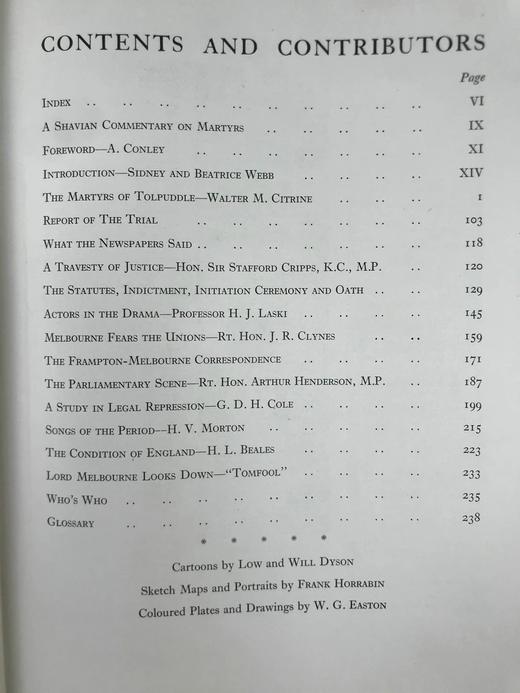 CONTENTS AND CONTRIBUTORS
Page
INDEX .. .. .. .. .. .. .. .. .. .. VI
A SHAVIAN COMMENTARY ON MARTYRS .. .. .. .. .. IX
FOREWORD—A. CONLEY .. .. .. .. .. .. .. XI
INTRODUCTION—SIDNEY AND BEATRICE WEBB .. .. .. .. XIV
THE MARTYRS OF TOLPUDDLE—WALTER M. CITRINE .. .. .. 1
REPORT OF THE TRIAL .. .. .. .. .. .. .. 103
WHAT THE NEWSPAPERS SAID .. .. .. .. .. .. .. 118
A TRAVESTY OF JUSTICE—HON. SIR STAFFORD CRIPPS, K.C., M.P. .. 120
THE STATUTES, INDICTMENT, INITIATION CEREMONY AND OATH .. .. 129
ACTORS IN THE DRAMA—PROFESSOR H. J. LASKI .. .. .. .. 145
MELBOURNE FEARS THE UNIONS—RT. HON. J. R. CLYNES .. .. 159
THE FRAMPTON-MELBOURNE CORRESPONDENCE .. .. .. .. 171
THE PARLIAMENTARY SCENE—RT. HON. ARTHUR HENDERSON, M.P. .. 187
A STUDY IN LEGAL REPRESSION—G. D. H. COLE .. .. .. .. 199
SONGS OF THE PERIOD—H. V. MORTON .. .. .. .. .. 215
THE CONDITION OF ENGLAND—H. L. BEALES .. .. .. .. 223
LORD MELBOURNE LOOKS DOWN—"TOMFOOL" .. .. .. .. 233
WHO'S WHO .. .. .. .. .. .. .. .. .. 235
GLOSSARY .. .. .. .. .. .. .. .. .. 238
* * * * *
Cartoons by LOW and WILL DYSON
Sketch Maps and Portraits by FRANK HORRABIN
Coloured Plates and Drawings by W. G. EASTON